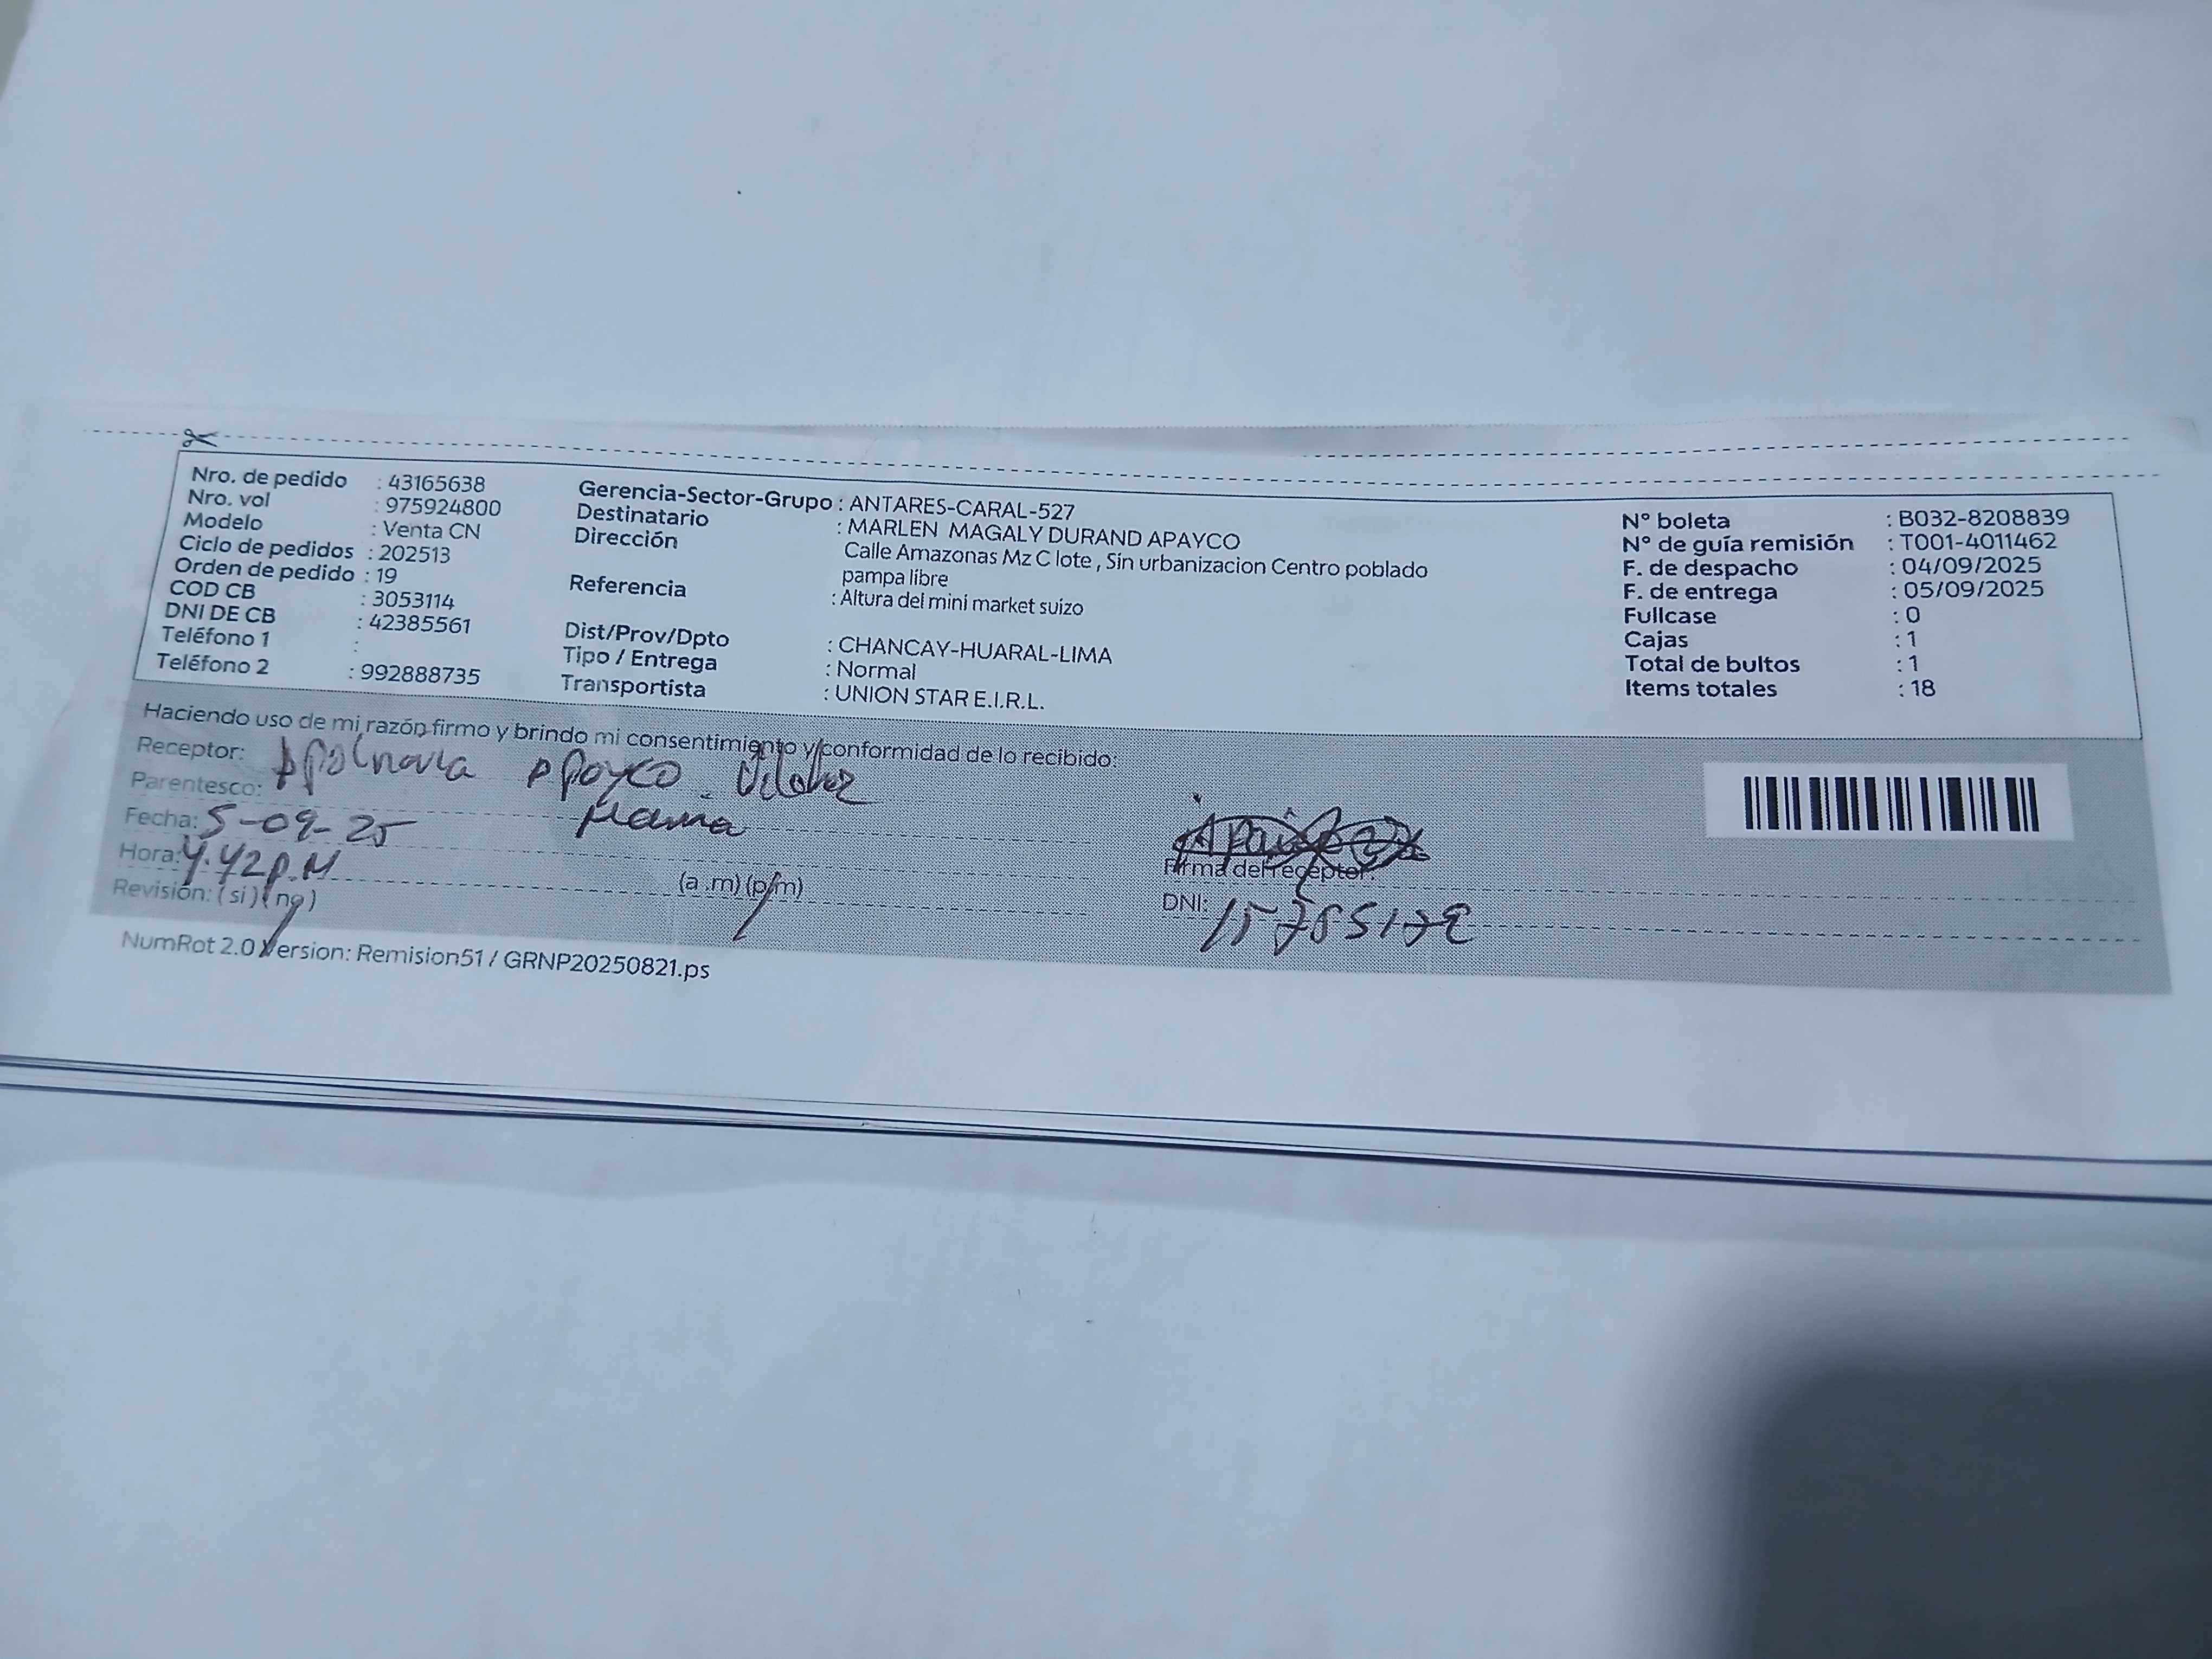 Nro. de pedido : 43165638
Nro. vol : 975924800
Modelo : Venta CN
Ciclo de pedidos : 202513
Orden de pedido : 19
COD CB : 3053114
DNI DE CB : 42385561
Teléfono 1 :
Teléfono 2 : 992888735
Gerencia-Sector-Grupo : ANTARES-CARAL-527
Destinatario : MARLEN MAGALY DURAND APAYCO
Dirección Calle Amazonas Mz C lote , Sin urbanizacion Centro poblado
pampa libre
Referencia : Altura del mini market suizo
Dist/Prov/Dpto : CHANCAY-HUARAL-LIMA
Tipo / Entrega : Normal
Transportista : UNION STAR E.I.R.L.
N° boleta : B032-8208839
N° de guía remisión : T001-4011462
F. de despacho : 04/09/2025
F. de entrega : 05/09/2025
Fullcase : 0
Cajas : 1
Total de bultos : 1
Items totales : 18
Haciendo uso de mi razón firmo y brindo mi consentimiento y conformidad de lo recibido:
Receptor: Apayco
Parentesco: Mama
Fecha: 5-09-25
Hora: 4.42 p.M (a.m) (p.m)
Revisión: (si) (no)
Firma del receptor:
DNI:
NumRot 2.0 Version: Remision51 / GRNP20250821.ps